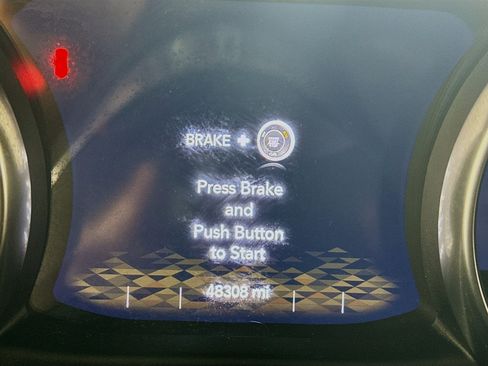 BRAKE +
Press Brake
and
Push Button
to Start
48308 mi